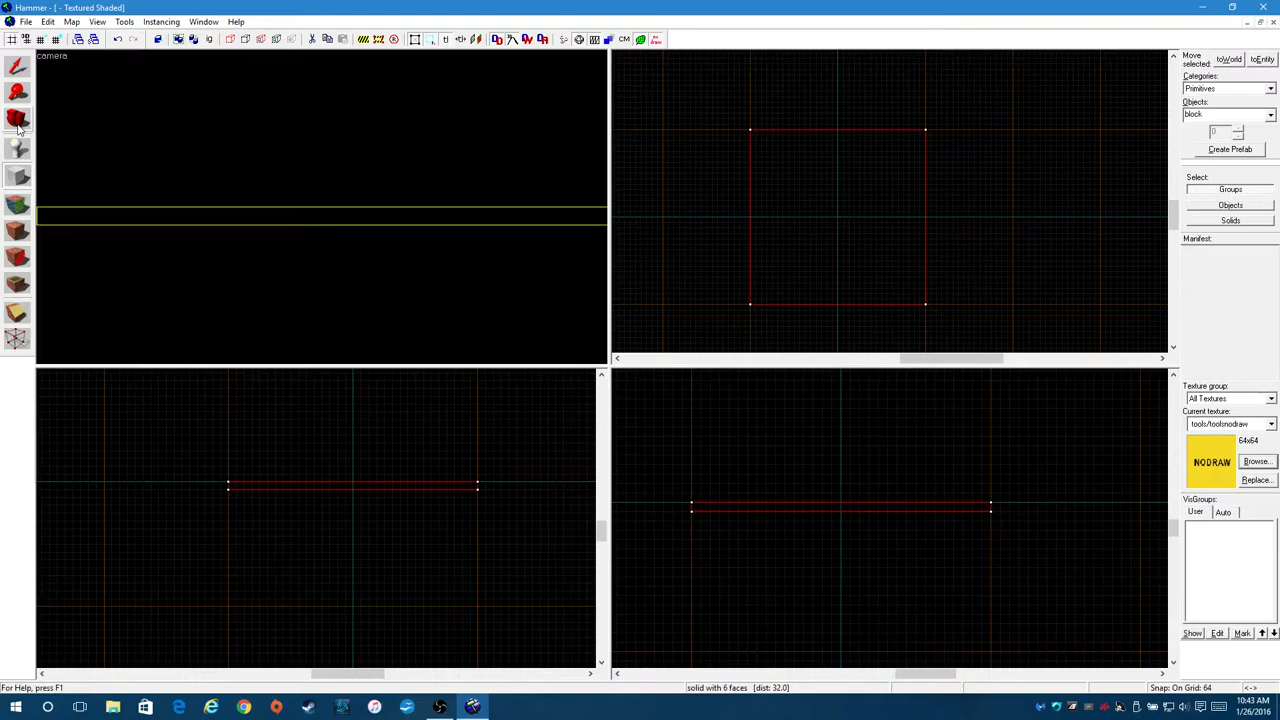 Hammer - [ - Textured Shaded]
File Edit Map View Tools Instancing Window Help
CM
camera
Move selected:
toWorld
toEntity
Categories:
Primitives
Objects:
block
0
Create Prefab
Select:
Groups
Objects
Solids
Manifest:
Texture group:
All Textures
Current texture:
tools/toolsnodraw
64x64
NODRAW
Browse...
Replace...
VisGroups:
User Auto
Show Edit Mark
For Help, press F1
solid with 6 faces [dist: 32.0]
Snap: On Grid: 64
<->
10:43 AM
1/26/2016